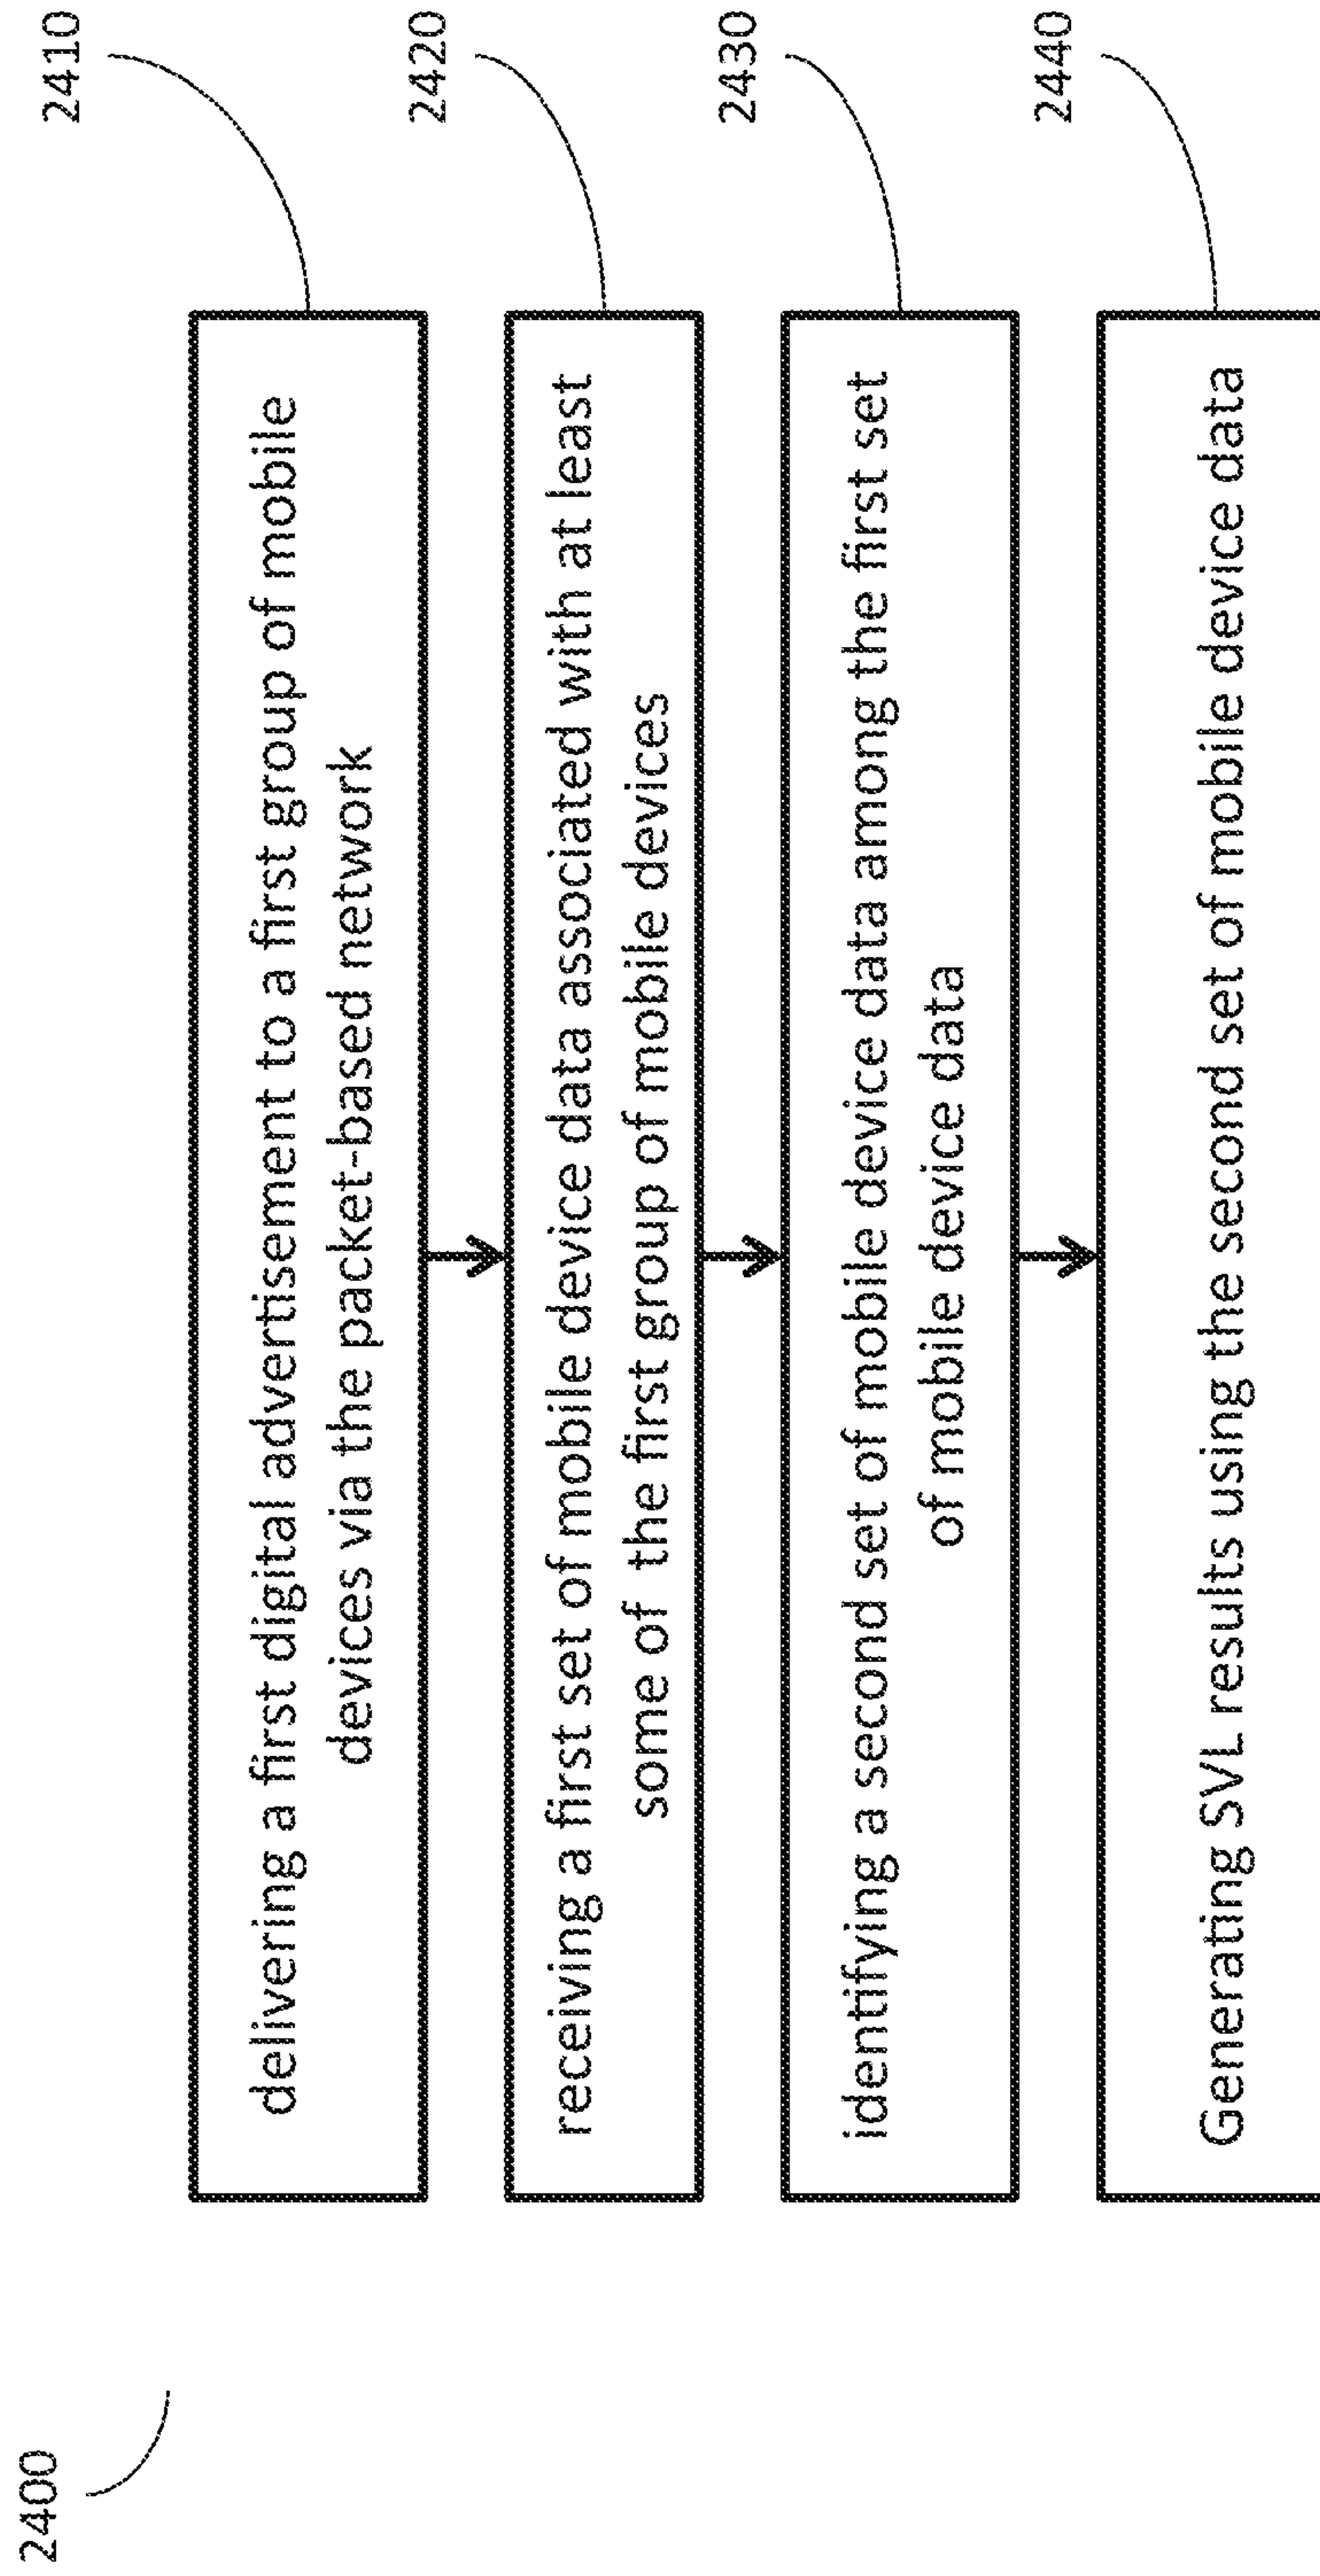 2400
delivering a first digital advertisement to a first group of mobile
devices via the packet-based network
2410
receiving a first set of mobile device data associated with at least
some of the first group of mobile devices
2420
identifying a second set of mobile device data among the first set
of mobile device data
2430
Generating SVL results using the second set of mobile device data
2440